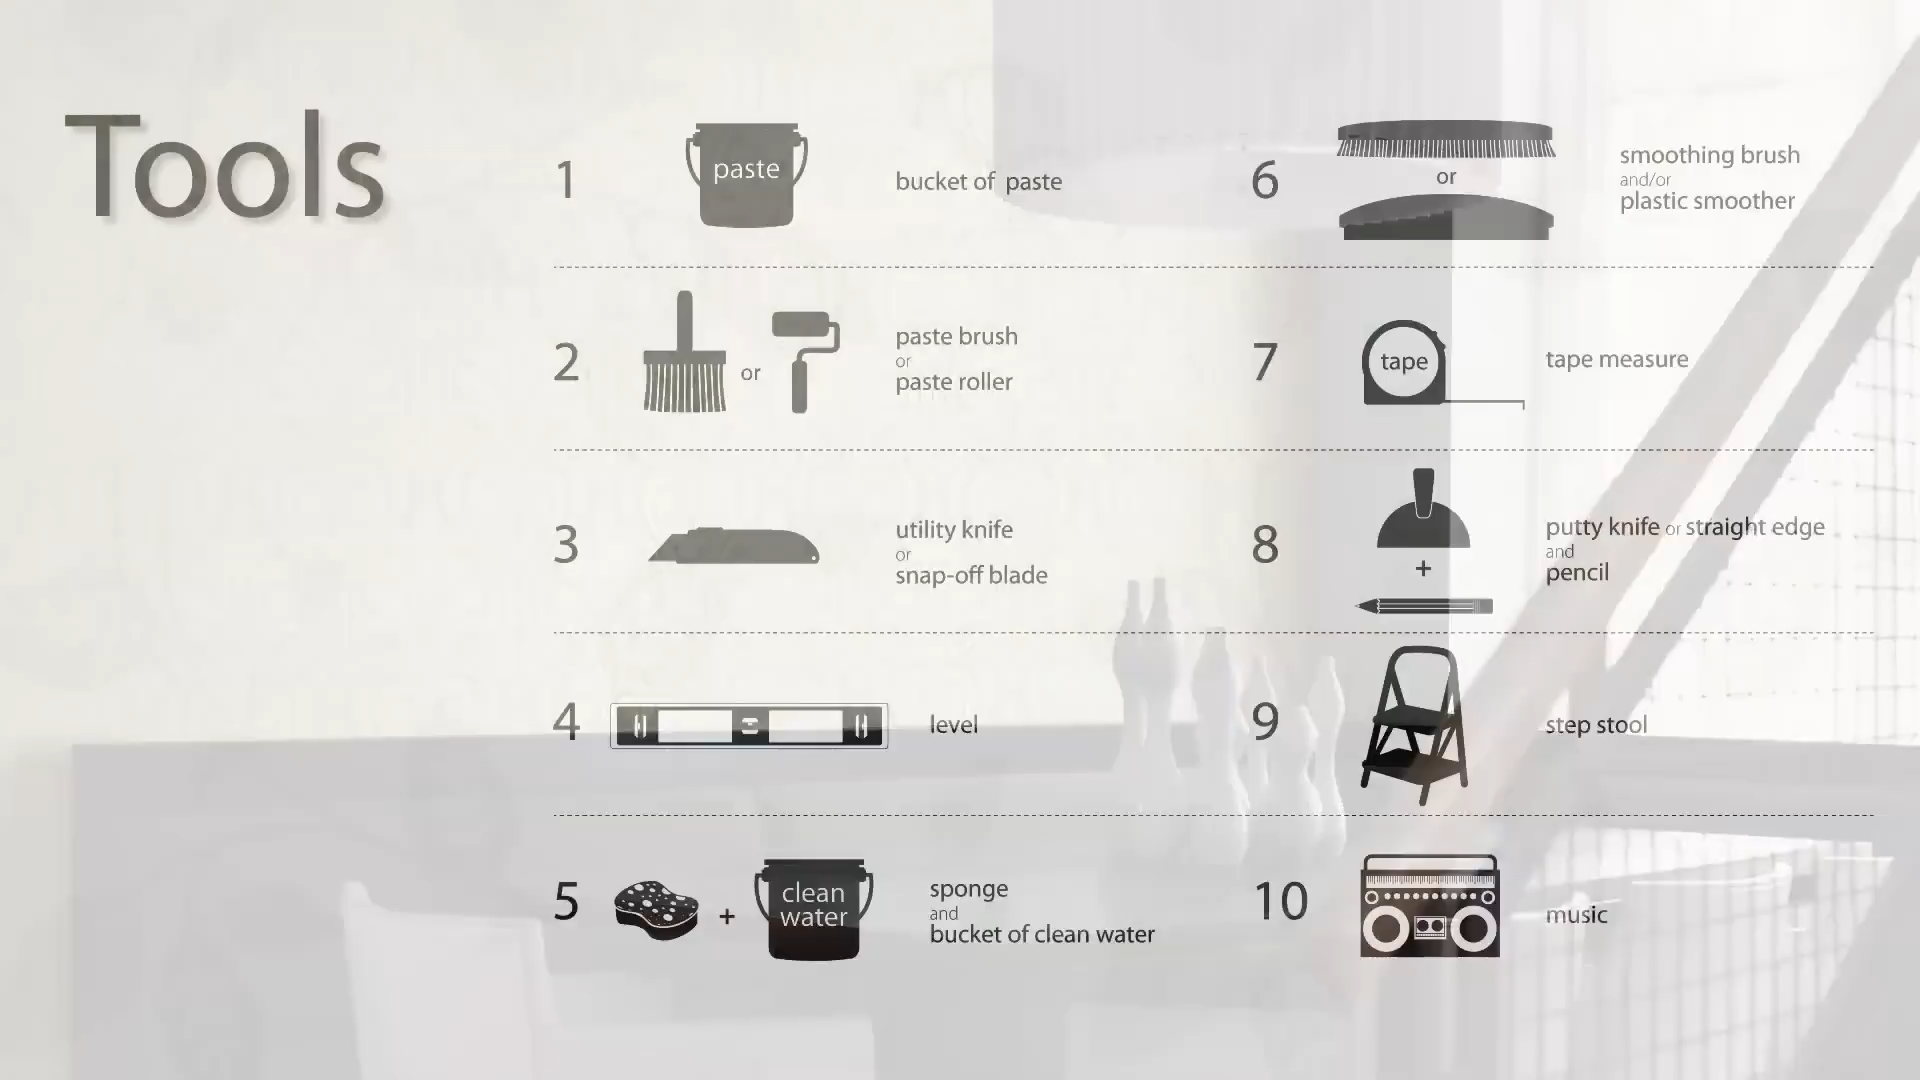 Tools
1
paste
bucket of paste
2
or
paste brush
or
paste roller
3
utility knife
or
snap-off blade
4
level
5
+
clean
water
sponge
and
bucket of clean water
6
or
smoothing brush
and/or
plastic smoother
7
tape
tape measure
8
+
putty knife or straight edge
and
pencil
9
step stool
10
music